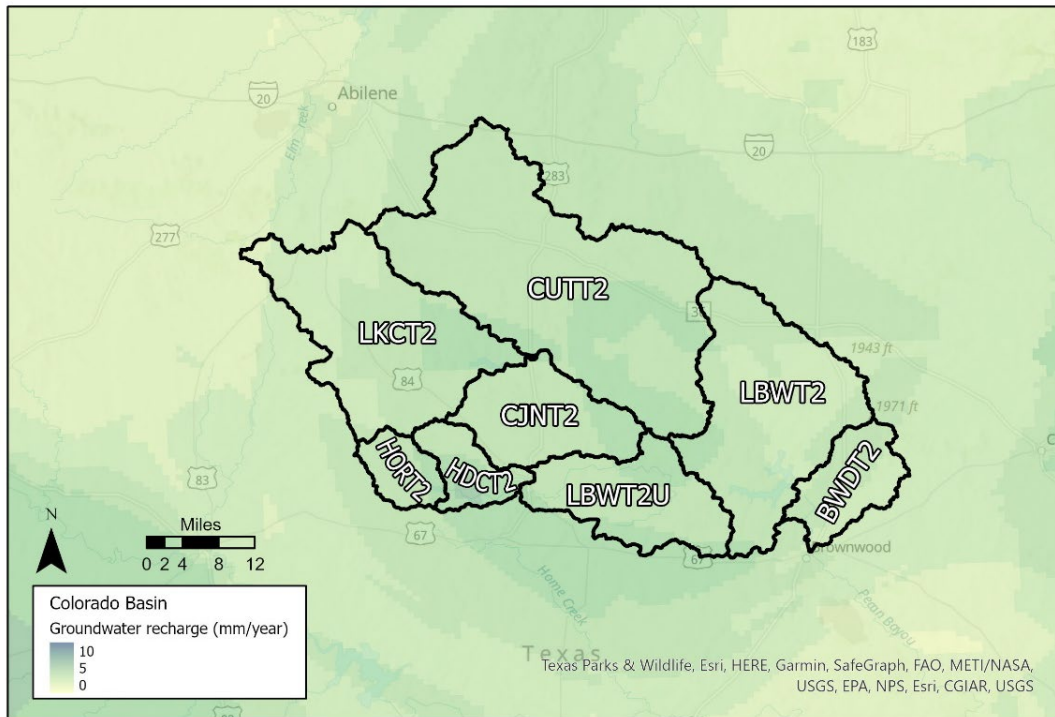 183
20
Abilene
Elm Creek
20
283
277
CUTT2
36
LKCT2
1943 ft
84
LBWT2
1971 ft
CJNT2
HORT2
HDCT2
BWDT2
83
LBWT2U
N
Miles
0 2 4 8 12
67
67
Brownwood
Home Creek
Pecan Bayou
Colorado Basin
Groundwater recharge (mm/year)
10
5
0
Texas
Texas Parks & Wildlife, Esri, HERE, Garmin, SafeGraph, FAO, METI/NASA,
USGS, EPA, NPS, Esri, CGIAR, USGS